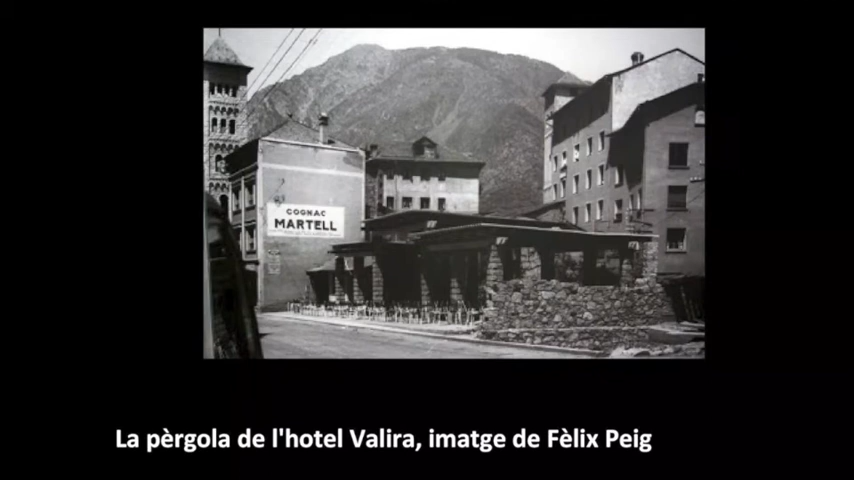 COGNAC
MARTELL
La pèrgola de l'hotel Valira, imatge de Fèlix Peig